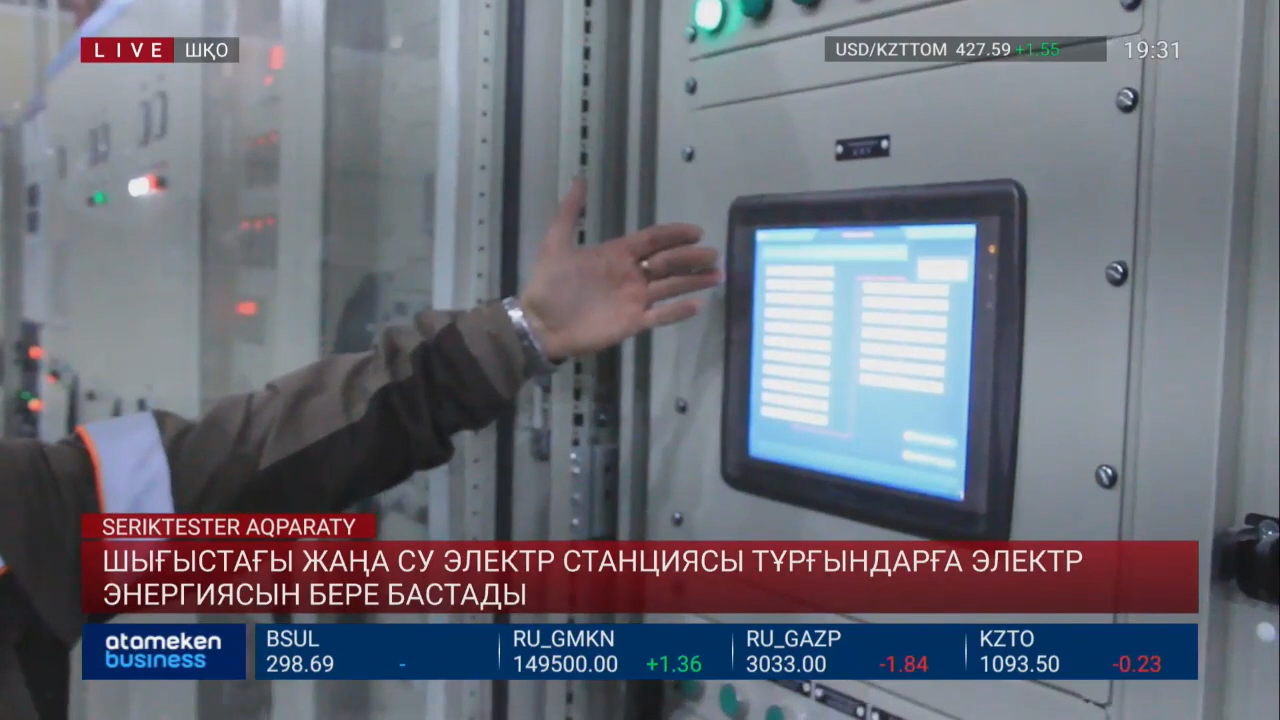 LIVE ШҚО
USD/KZTTOM 427.59 +1.55
19:31
SERIKTESTER AQPARATY
ШЫҒЫСТАҒЫ ЖАҢА СУ ЭЛЕКТР СТАНЦИЯСЫ ТҰРҒЫНДАРҒА ЭЛЕКТР
ЭНЕРГИЯСЫН БЕРЕ БАСТАДЫ
atameken
business
BSUL
298.69 -
RU_GMKN
149500.00 +1.36
RU_GAZP
3033.00 -1.84
KZTO
1093.50 -0.23